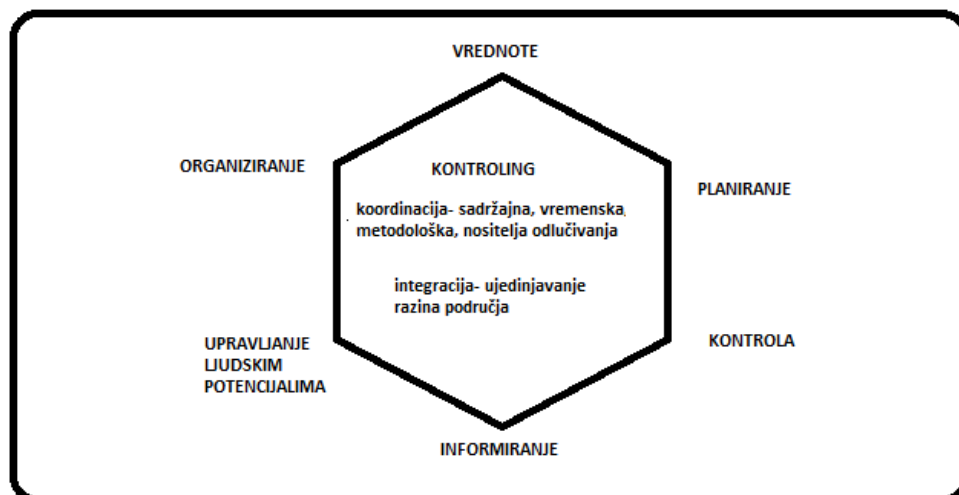 VREDNOTE
ORGANIZIRANJE
KONTROLING
PLANIRANJE
koordinacija- sadržajna, vremenska,
metodološka, nositelja odlučivanja
integracija- ujedinjavanje
razina područja
UPRAVLJANJE
LJUDSKIM
POTENCIJALIMA
KONTROLA
INFORMIRANJE